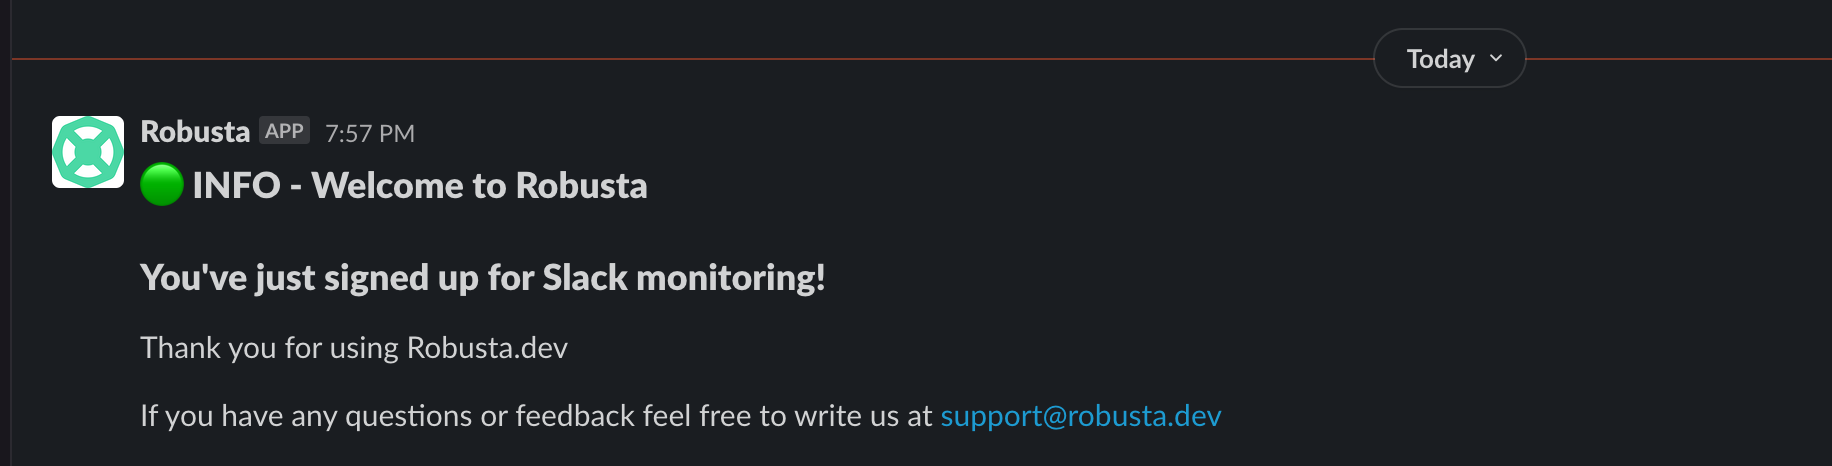 Today
Robusta APP 7:57 PM
INFO - Welcome to Robusta
You've just signed up for Slack monitoring!
Thank you for using Robusta.dev
If you have any questions or feedback feel free to write us at support@robusta.dev